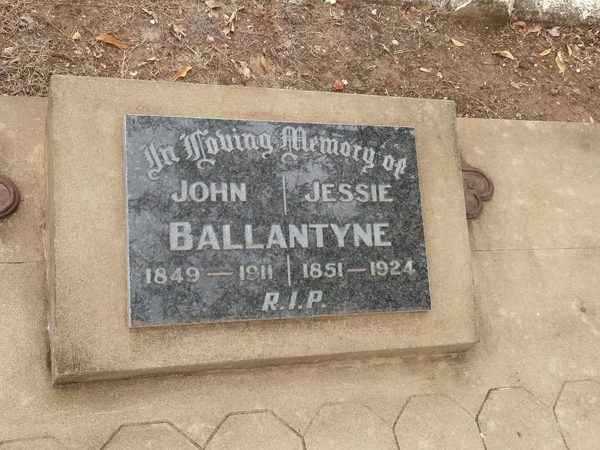 In Loving Memory of
JOHN | JESSIE
BALLANTYNE
1849 — 1911 | 1851 — 1924
R.I.P.